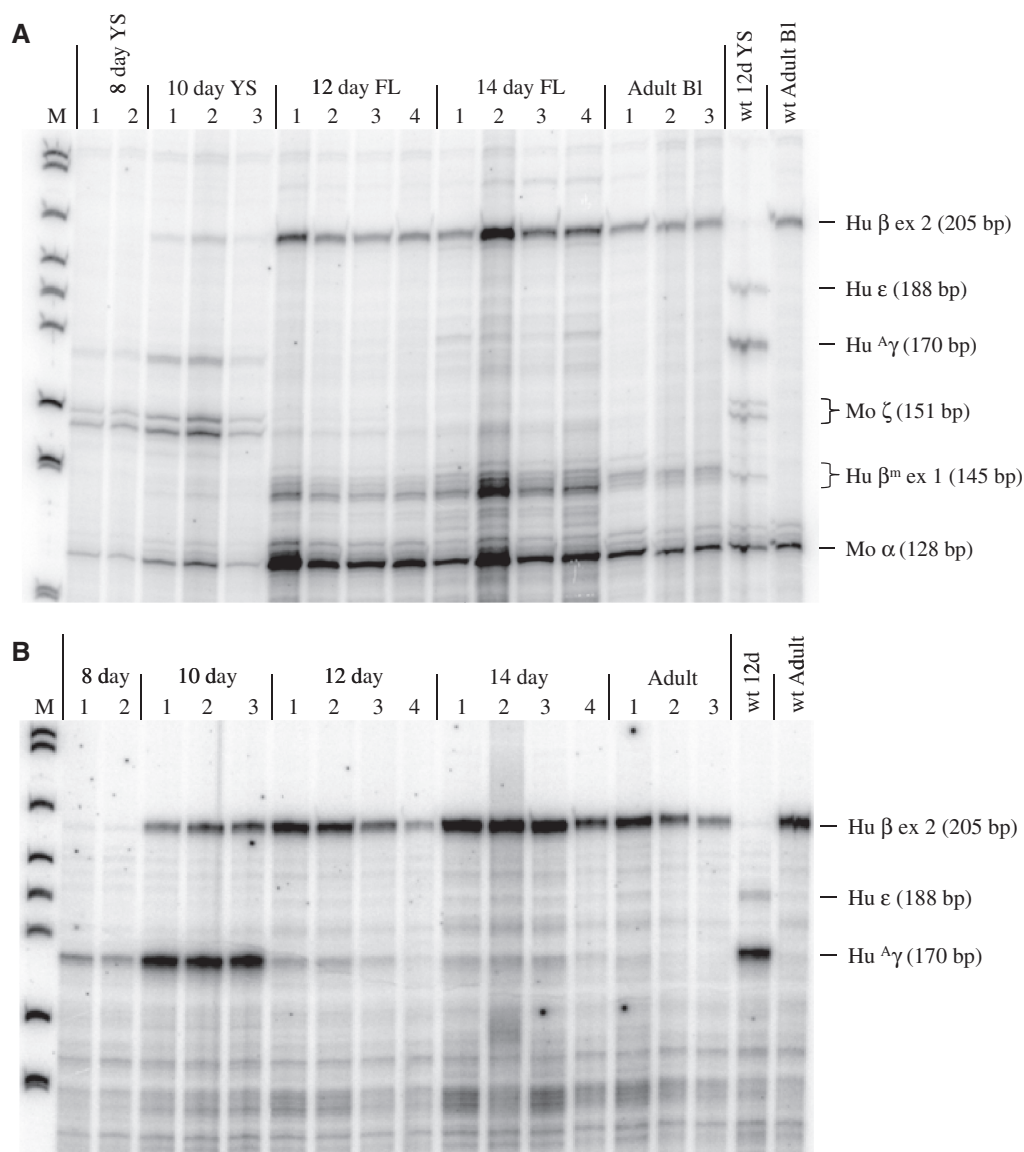 A
8 day YS
10 day YS
12 day FL
14 day FL
Adult Bl
wt 12d YS
wt Adult Bl
M 1 2 1 2 3 1 2 3 4 1 2 3 4 1 2 3
Hu β ex 2 (205 bp)
Hu ε (188 bp)
Hu ᴬγ (170 bp)
Mo ζ (151 bp)
Hu βᵐ ex 1 (145 bp)
Mo α (128 bp)
B
8 day
10 day
12 day
14 day
Adult
wt 12d
wt Adult
M 1 2 1 2 3 1 2 3 4 1 2 3 4 1 2 3
Hu β ex 2 (205 bp)
Hu ε (188 bp)
Hu ᴬγ (170 bp)